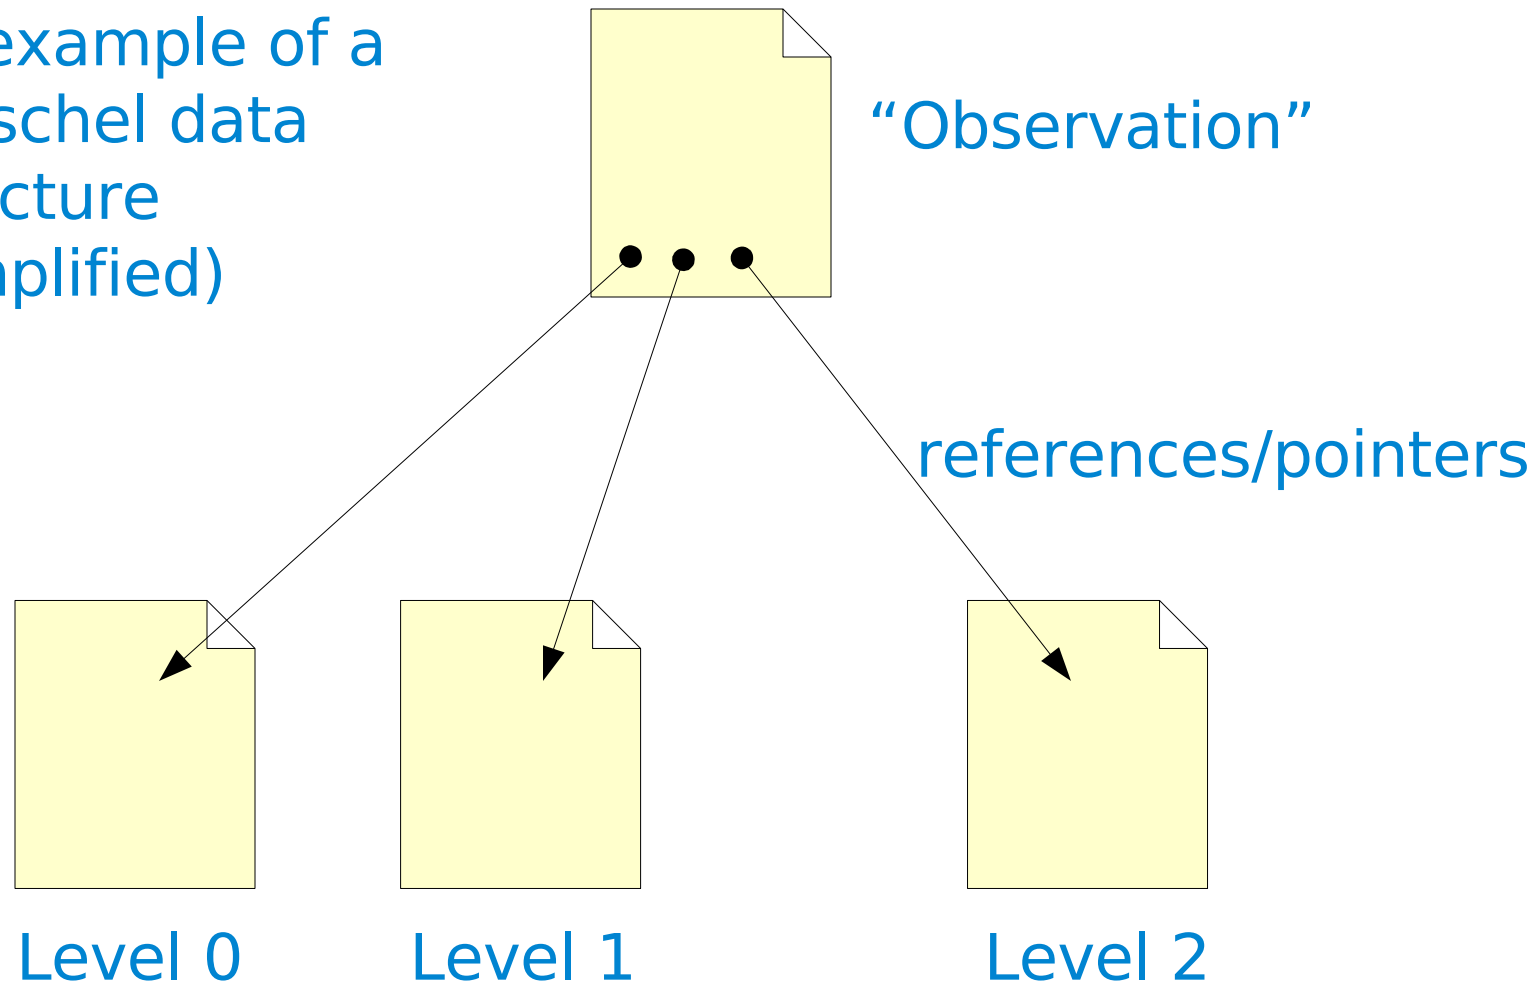 example of a
schel data
cture
plified)
“Observation”
references/pointers
Level 0
Level 1
Level 2